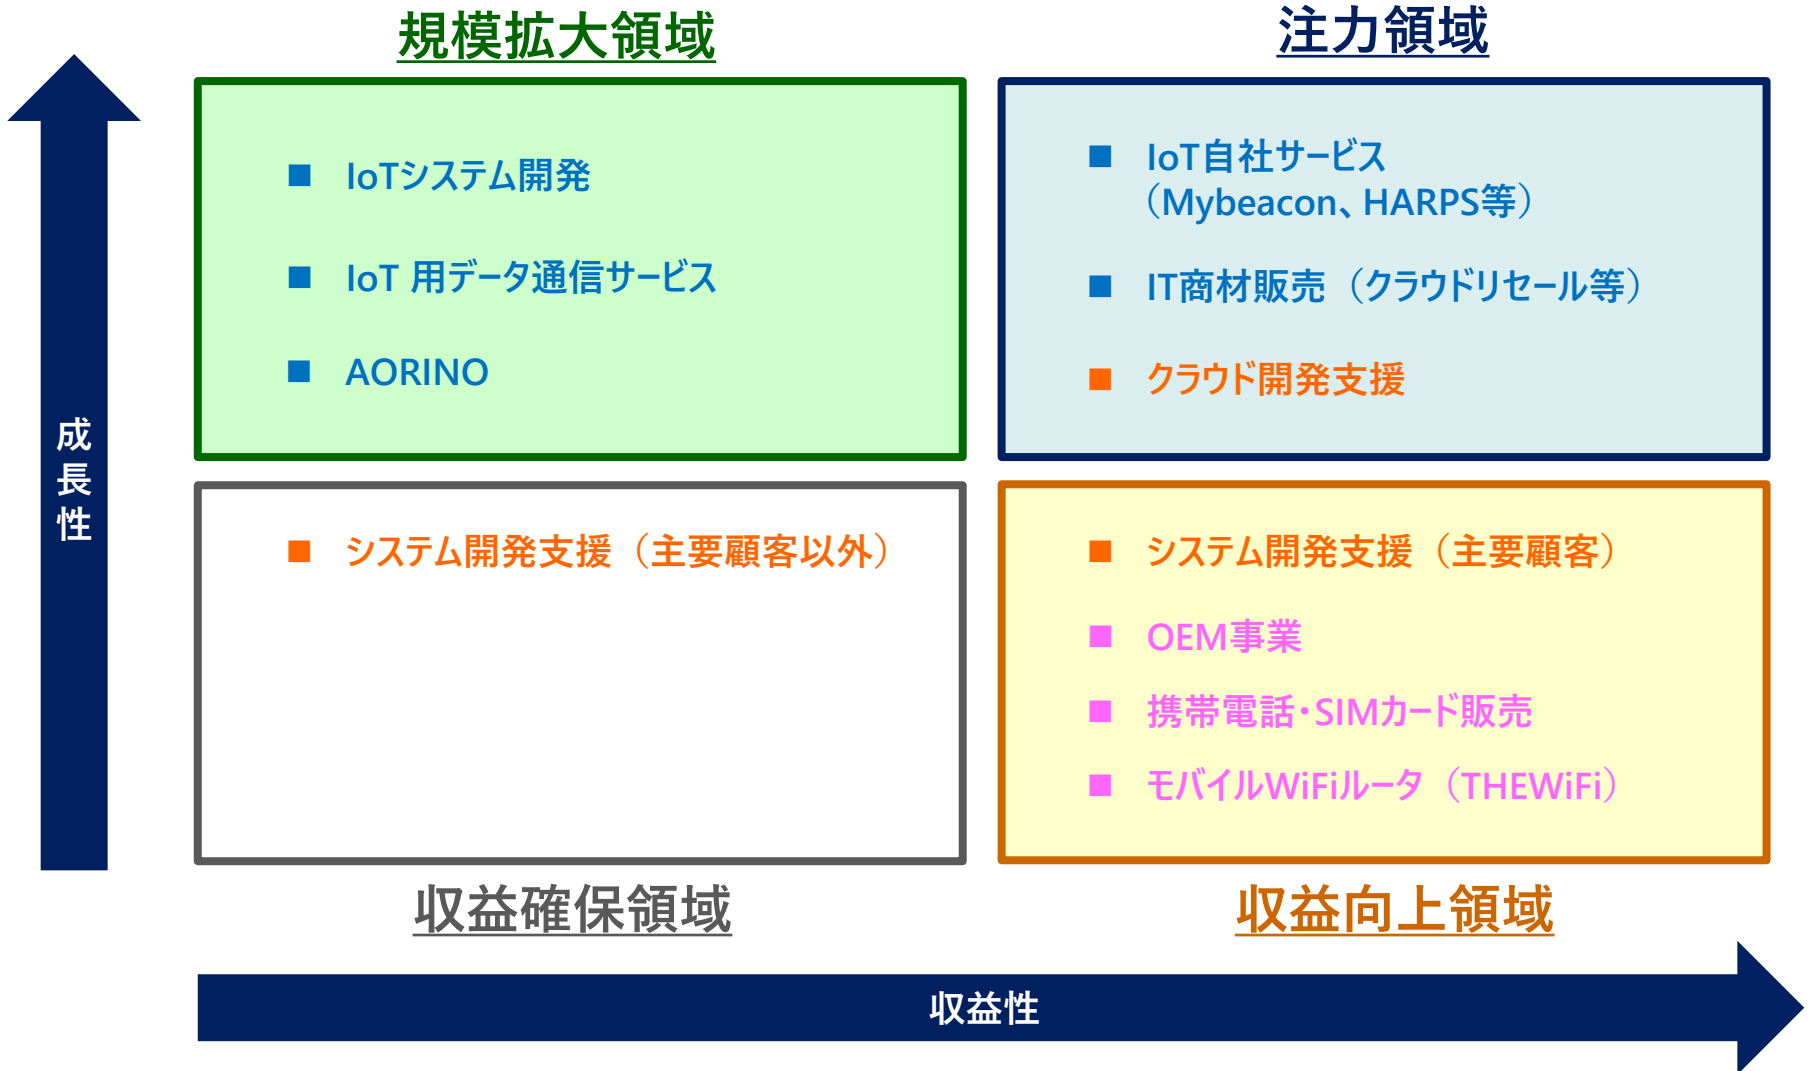 規模拡大領域
注力領域
■ IoTシステム開発
■ IoT 用データ通信サービス
■ AORINO
■ IoT自社サービス
（Mybeacon、HARPS等）
■ IT商材販売（クラウドリセール等）
■ クラウド開発支援
成長性
■ システム開発支援（主要顧客以外）
■ システム開発支援（主要顧客）
■ OEM事業
■ 携帯電話・SIMカード販売
■ モバイルWiFiルータ（THEWiFi）
収益確保領域
収益向上領域
収益性